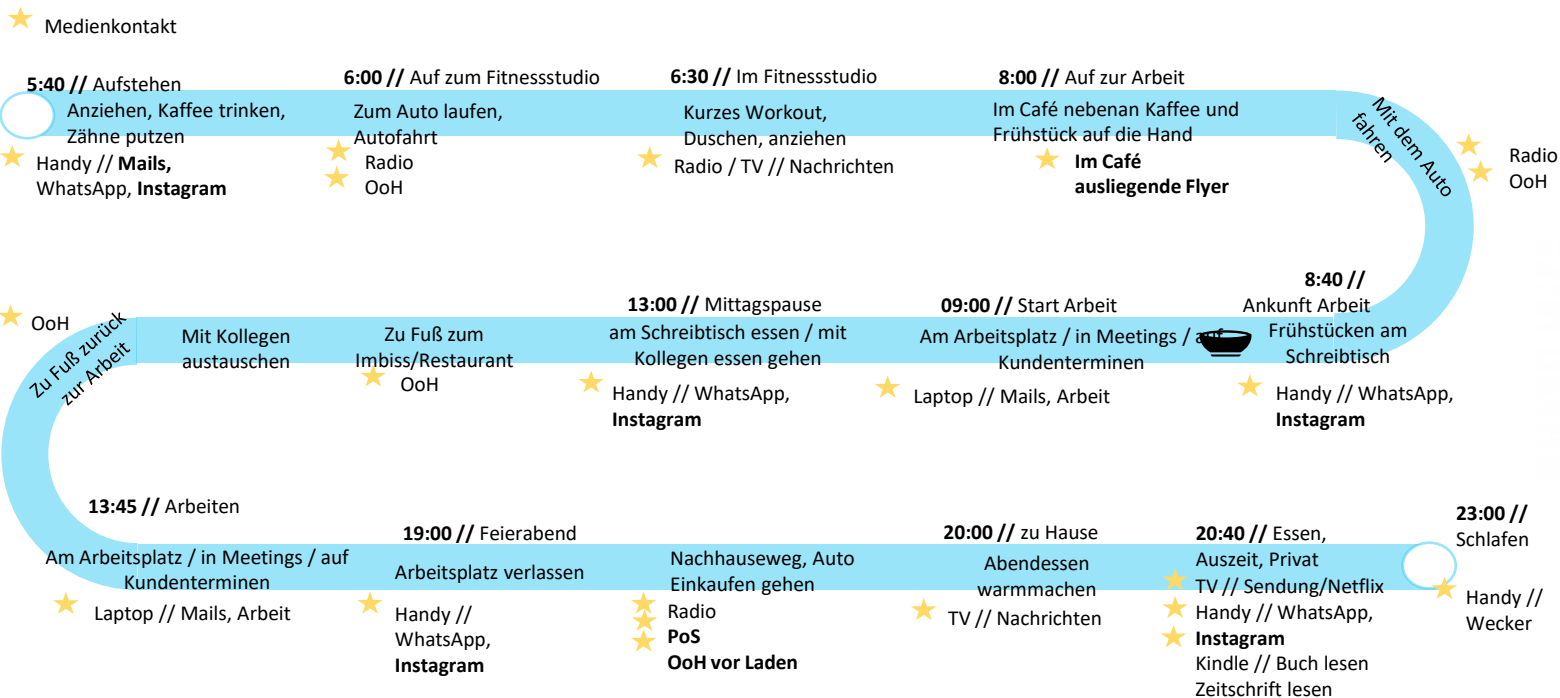 Medienkontakt
5:40 // Aufstehen
Anziehen, Kaffee trinken,
Zähne putzen
Handy // Mails,
WhatsApp, Instagram
6:00 // Auf zum Fitnessstudio
Zum Auto laufen,
Autofahrt
Radio
OoH
6:30 // Im Fitnessstudio
Kurzes Workout,
Duschen, anziehen
Radio / TV // Nachrichten
8:00 // Auf zur Arbeit
Im Café nebenan Kaffee und
Frühstück auf die Hand
Im Café
ausliegende Flyer
Mit dem Auto
fahren
Radio
OoH
8:40 //
Ankunft Arbeit
Frühstücken am
Schreibtisch
Handy // WhatsApp,
Instagram
09:00 // Start Arbeit
Am Arbeitsplatz / in Meetings / auf
Kundenterminen
Laptop // Mails, Arbeit
13:00 // Mittagspause
am Schreibtisch essen / mit
Kollegen essen gehen
Handy // WhatsApp,
Instagram
Zu Fuß zum
Imbiss/Restaurant
OoH
Mit Kollegen
austauschen
Zu Fuß zurück
zur Arbeit
OoH
13:45 // Arbeiten
Am Arbeitsplatz / in Meetings / auf
Kundenterminen
Laptop // Mails, Arbeit
19:00 // Feierabend
Arbeitsplatz verlassen
Handy //
WhatsApp,
Instagram
Nachhauseweg, Auto
Einkaufen gehen
Radio
PoS
OoH vor Laden
20:00 // zu Hause
Abendessen
warmmachen
TV // Nachrichten
20:40 // Essen,
Auszeit, Privat
TV // Sendung/Netflix
Handy // WhatsApp,
Instagram
Kindle // Buch lesen
Zeitschrift lesen
23:00 //
Schlafen
Handy //
Wecker